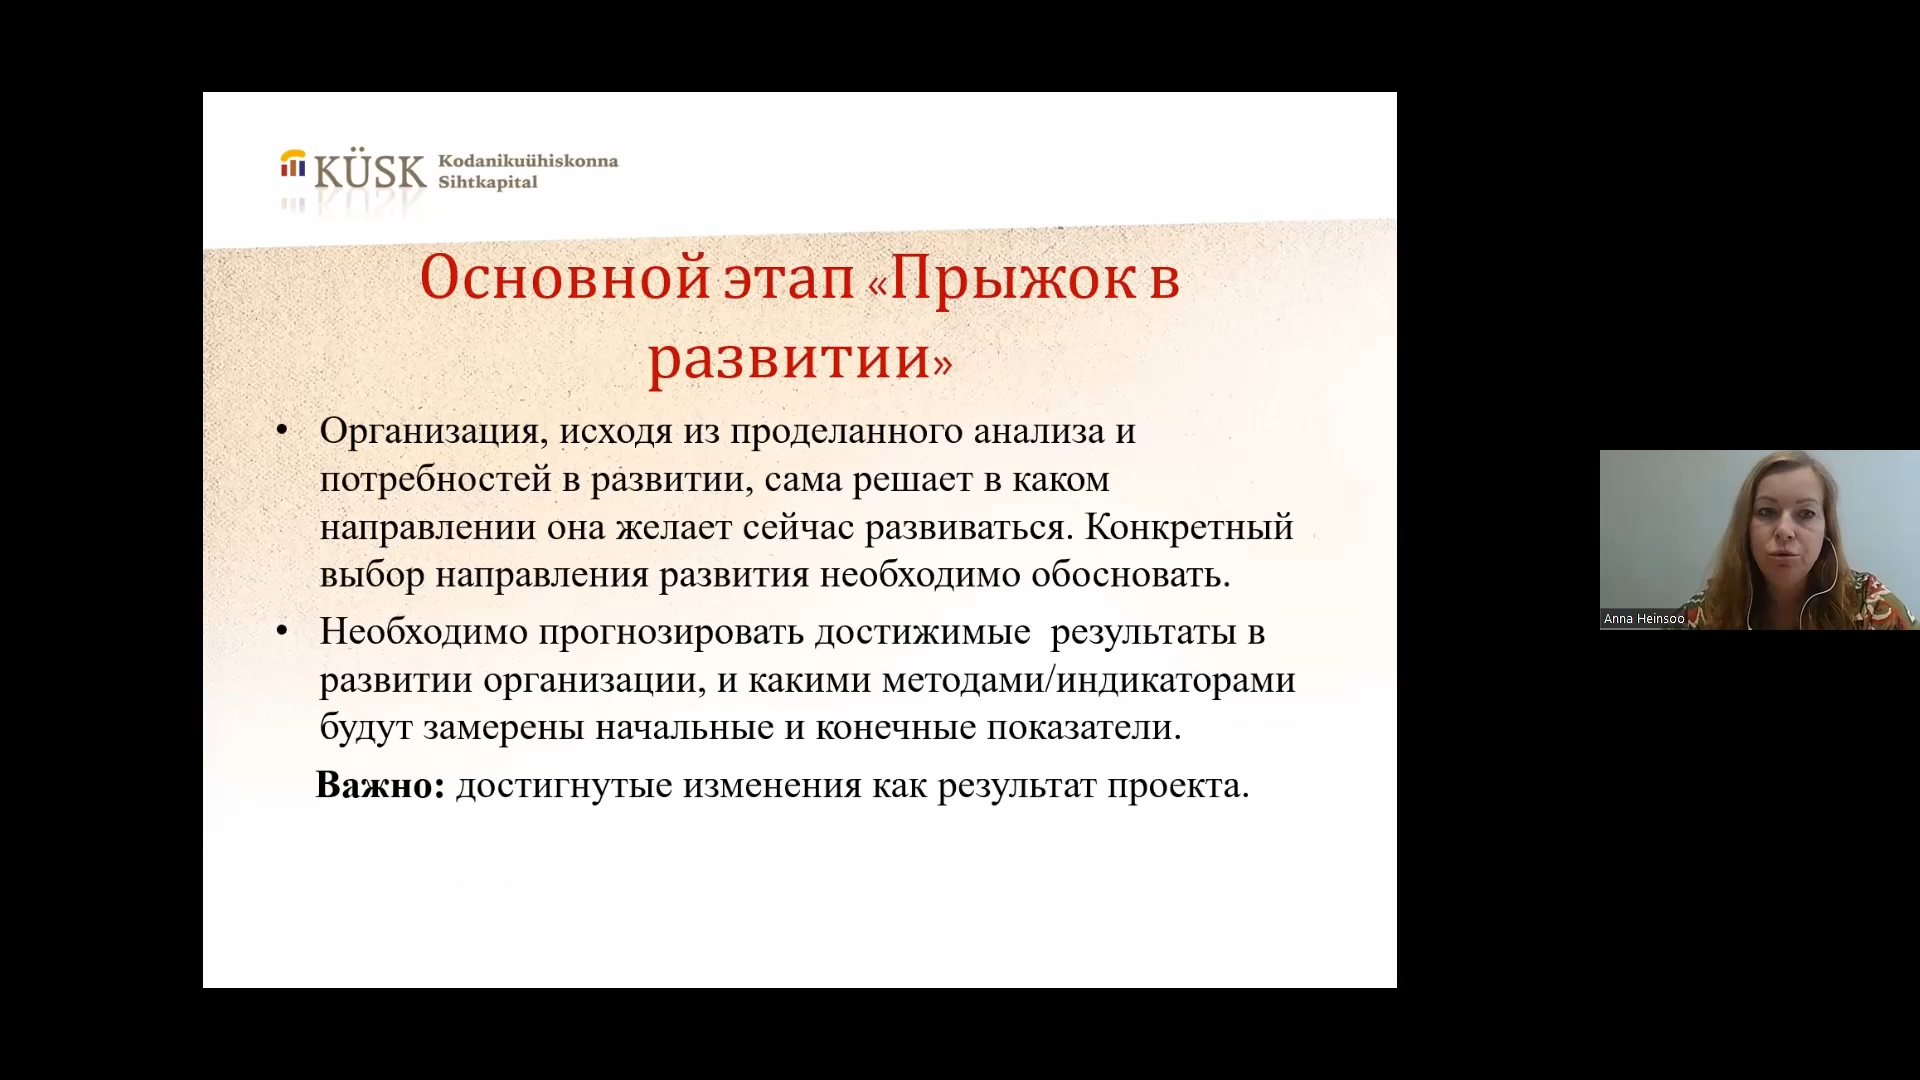 KÜSK Kodanikuühiskonna
Sihtkapital
Основной этап «Прыжок в
развитии»
• Организация, исходя из проделанного анализа и
потребностей в развитии, сама решает в каком
направлении она желает сейчас развиваться. Конкретный
выбор направления развития необходимо обосновать.
• Необходимо прогнозировать достижимые  результаты в
развитии организации, и какими методами/индикаторами
будут замерены начальные и конечные показатели.
Важно: достигнутые изменения как результат проекта.
Anna Heinsoo